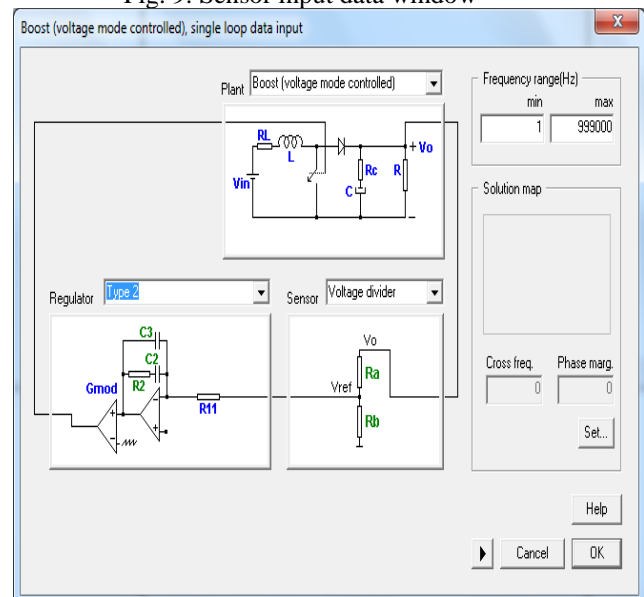 Fig. 9. Sensor input data window
Boost (voltage mode controlled), single loop data input
x
Plant Boost (voltage mode controlled)
Frequency range(Hz)
min max
1 999000
RL
L
Vin
Rc
C
R
+ Vo
-
Solution map
Regulator Type 2
Sensor Voltage divider
C3
C2
R2
Gmod
R11
Vo
Vref
Ra
Rb
Cross freq. Phase marg.
0 0
Set...
Help
Cancel OK